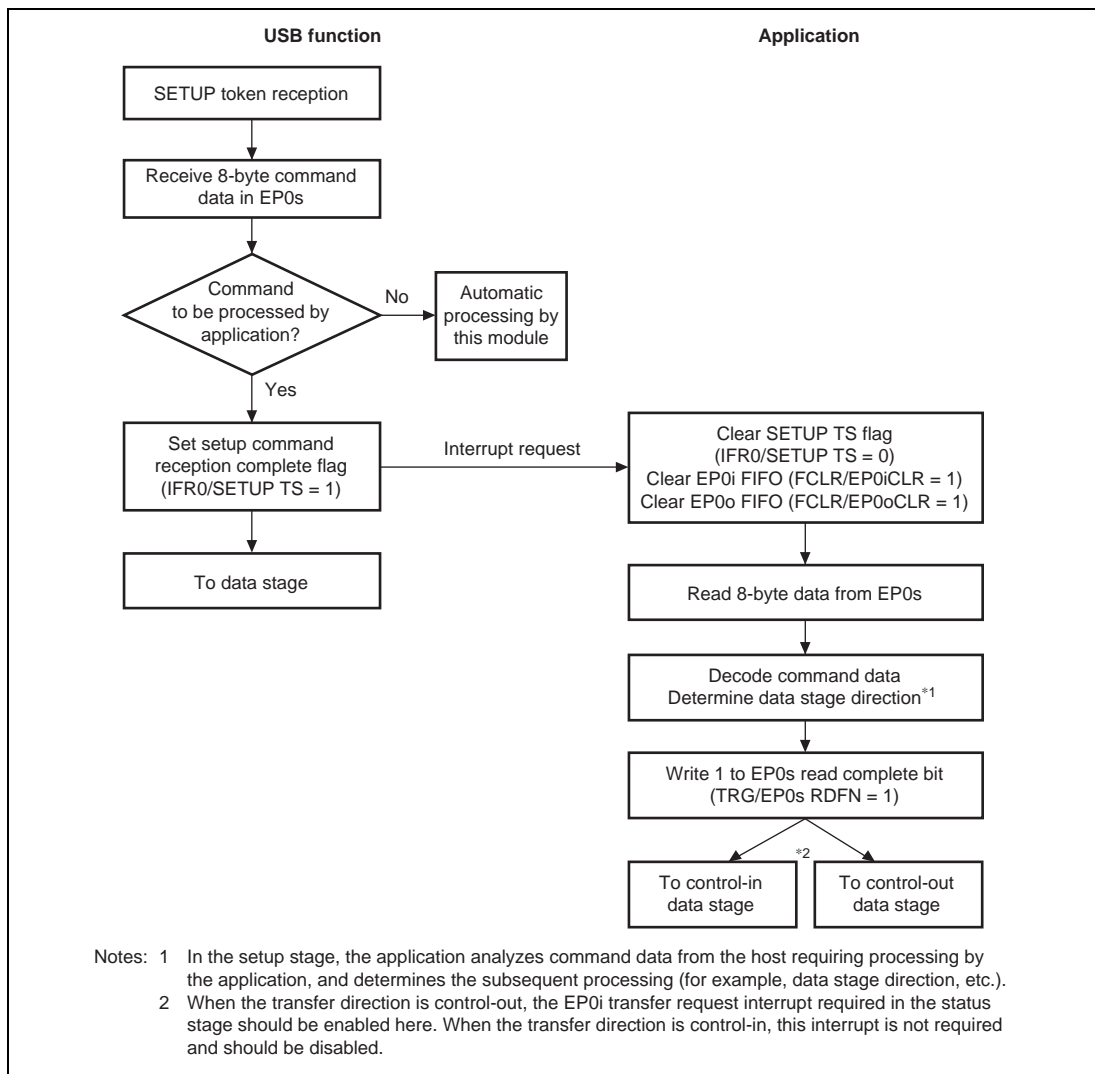 USB function
Application
SETUP token reception
Receive 8-byte command
data in EP0s
Command
to be processed by
application?
No
Automatic
processing by
this module
Yes
Set setup command
reception complete flag
(IFR0/SETUP TS = 1)
Interrupt request
Clear SETUP TS flag
(IFR0/SETUP TS = 0)
Clear EP0i FIFO (FCLR/EP0iCLR = 1)
Clear EP0o FIFO (FCLR/EP0oCLR = 1)
To data stage
Read 8-byte data from EP0s
Decode command data
Determine data stage direction*1
Write 1 to EP0s read complete bit
(TRG/EP0s RDFN = 1)
*2
To control-in
data stage
To control-out
data stage
Notes: 1 In the setup stage, the application analyzes command data from the host requiring processing by
the application, and determines the subsequent processing (for example, data stage direction, etc.).
2 When the transfer direction is control-out, the EP0i transfer request interrupt required in the status
stage should be enabled here. When the transfer direction is control-in, this interrupt is not required
and should be disabled.